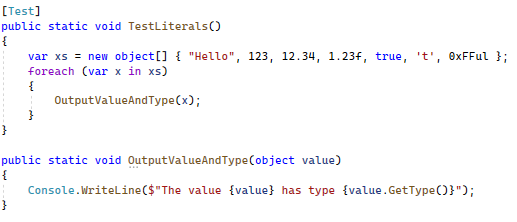 [Test]
public static void TestLiterals()
{
    var xs = new object[] { "Hello", 123, 12.34, 1.23f, true, 't', 0xFFul };
    foreach (var x in xs)
    {
        OutputValueAndType(x);
    }
}

public static void OutputValueAndType(object value)
{
    Console.WriteLine($"The value {value} has type {value.GetType()}");
}